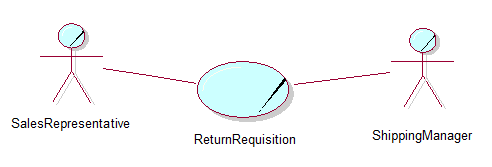 SalesRepresentative
ReturnRequisition
ShippingManager